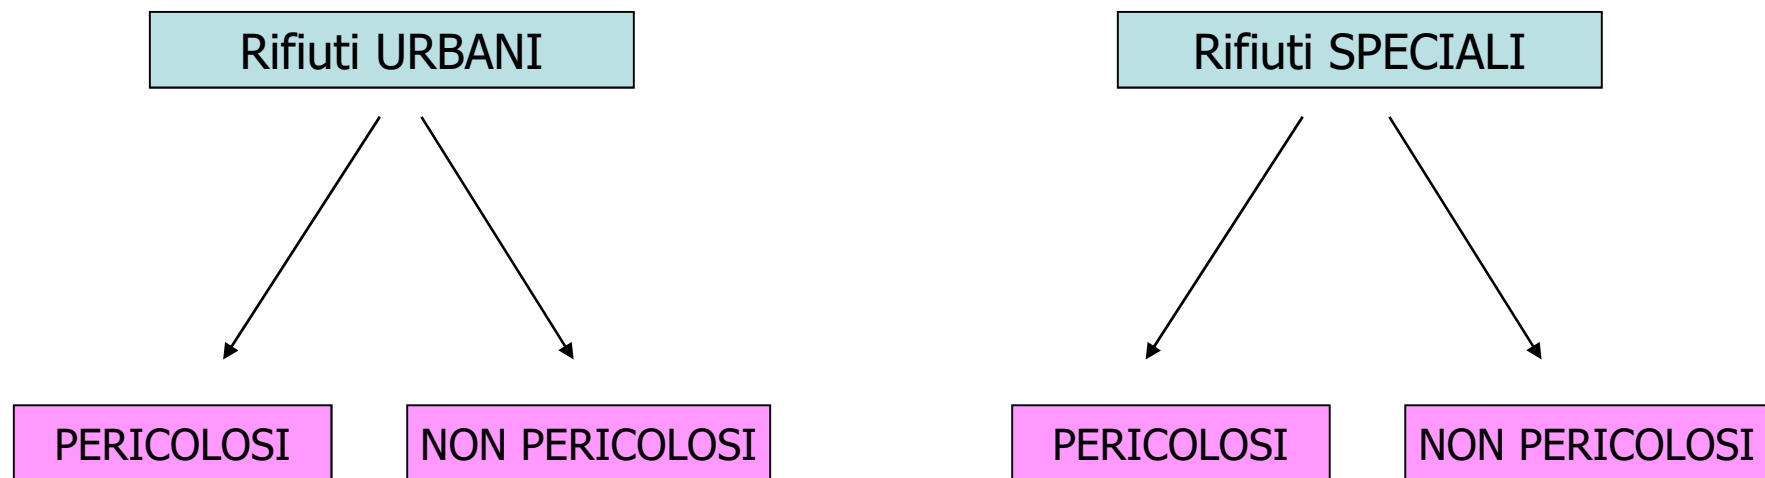 Rifiuti URBANI
Rifiuti SPECIALI
PERICOLOSI
NON PERICOLOSI
PERICOLOSI
NON PERICOLOSI